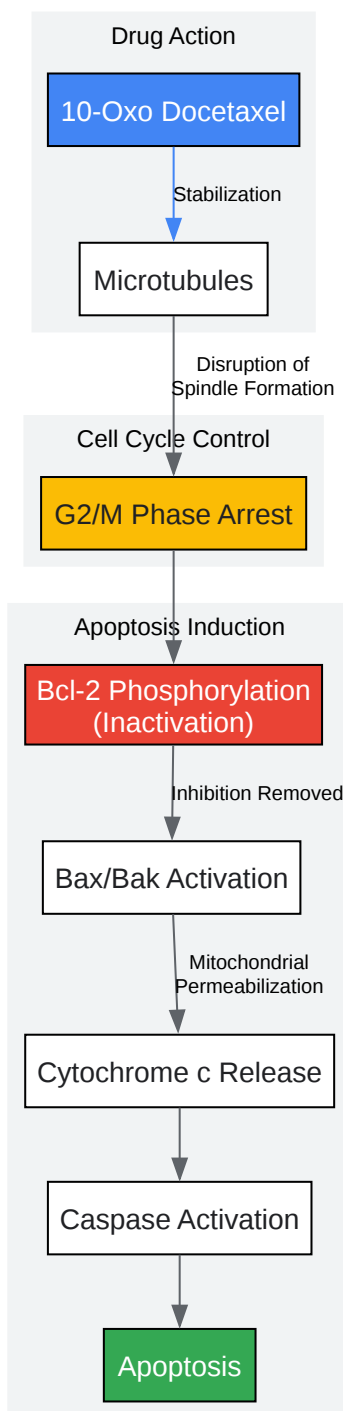 Drug Action
10-Oxo Docetaxel
Stabilization
Microtubules
Disruption of
Spindle Formation
Cell Cycle Control
G2/M Phase Arrest
Apoptosis Induction
Bcl-2 Phosphorylation
(Inactivation)
Inhibition Removed
Bax/Bak Activation
Mitochondrial
Permeabilization
Cytochrome c Release
Caspase Activation
Apoptosis